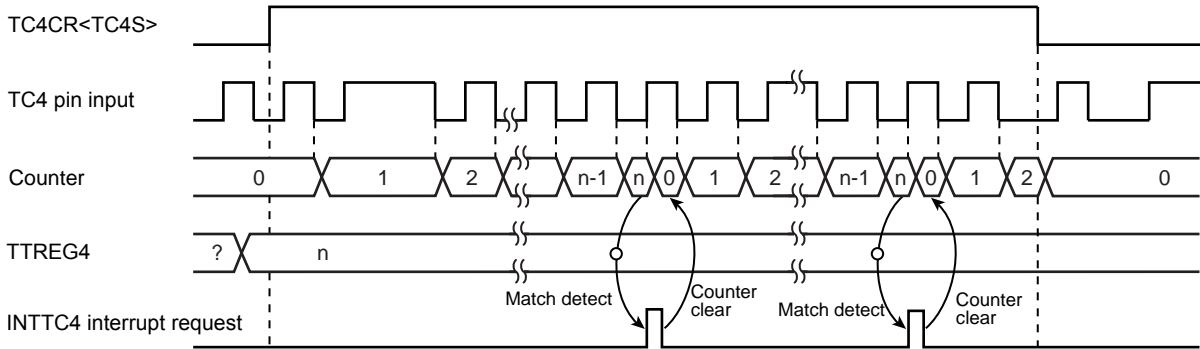 TC4CR<TC4S>
TC4 pin input
Counter
0 1 2 n-1 n 0 1 2 n-1 n 0 1 2 0
TTREG4
? n
Match detect
Counter
clear
Match detect
Counter
clear
INTTC4 interrupt request